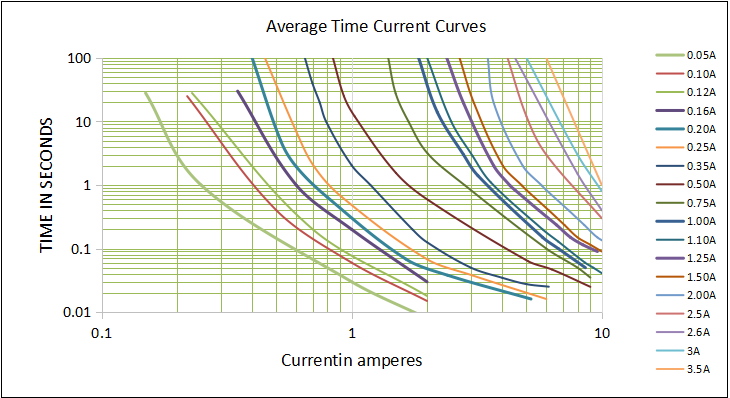 Average Time Current Curves
TIME IN SECONDS
100
10
1
0.1
0.01
0.1
1
10
Currentin amperes
0.05A
0.10A
0.12A
0.16A
0.20A
0.25A
0.35A
0.50A
0.75A
1.00A
1.10A
1.25A
1.50A
2.00A
2.5A
2.6A
3A
3.5A